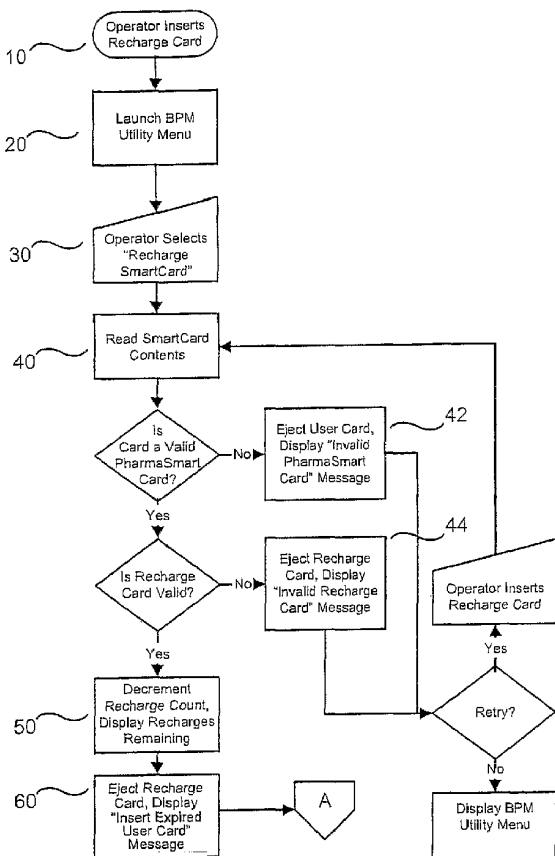 Operator Inserts
Recharge Card
10
Launch BPM
Utility Menu
20
Operator Selects
"Recharge
SmartCard"
30
Read SmartCard
Contents
40
Is
Card a Valid
PharmaSmart
Card?
No
Eject User Card,
Display "Invalid
PharmaSmart
Card" Message
42
Yes
Is Recharge
Card Valid?
No
Eject Recharge
Card, Display
"Invalid Recharge
Card" Message
44
Operator Inserts
Recharge Card
Yes
Yes
Decrement
Recharge Count,
Display Recharges
Remaining
50
Retry?
No
Eject Recharge
Card, Display
"Insert Expired
User Card"
Message
60
A
Display BPM
Utility Menu